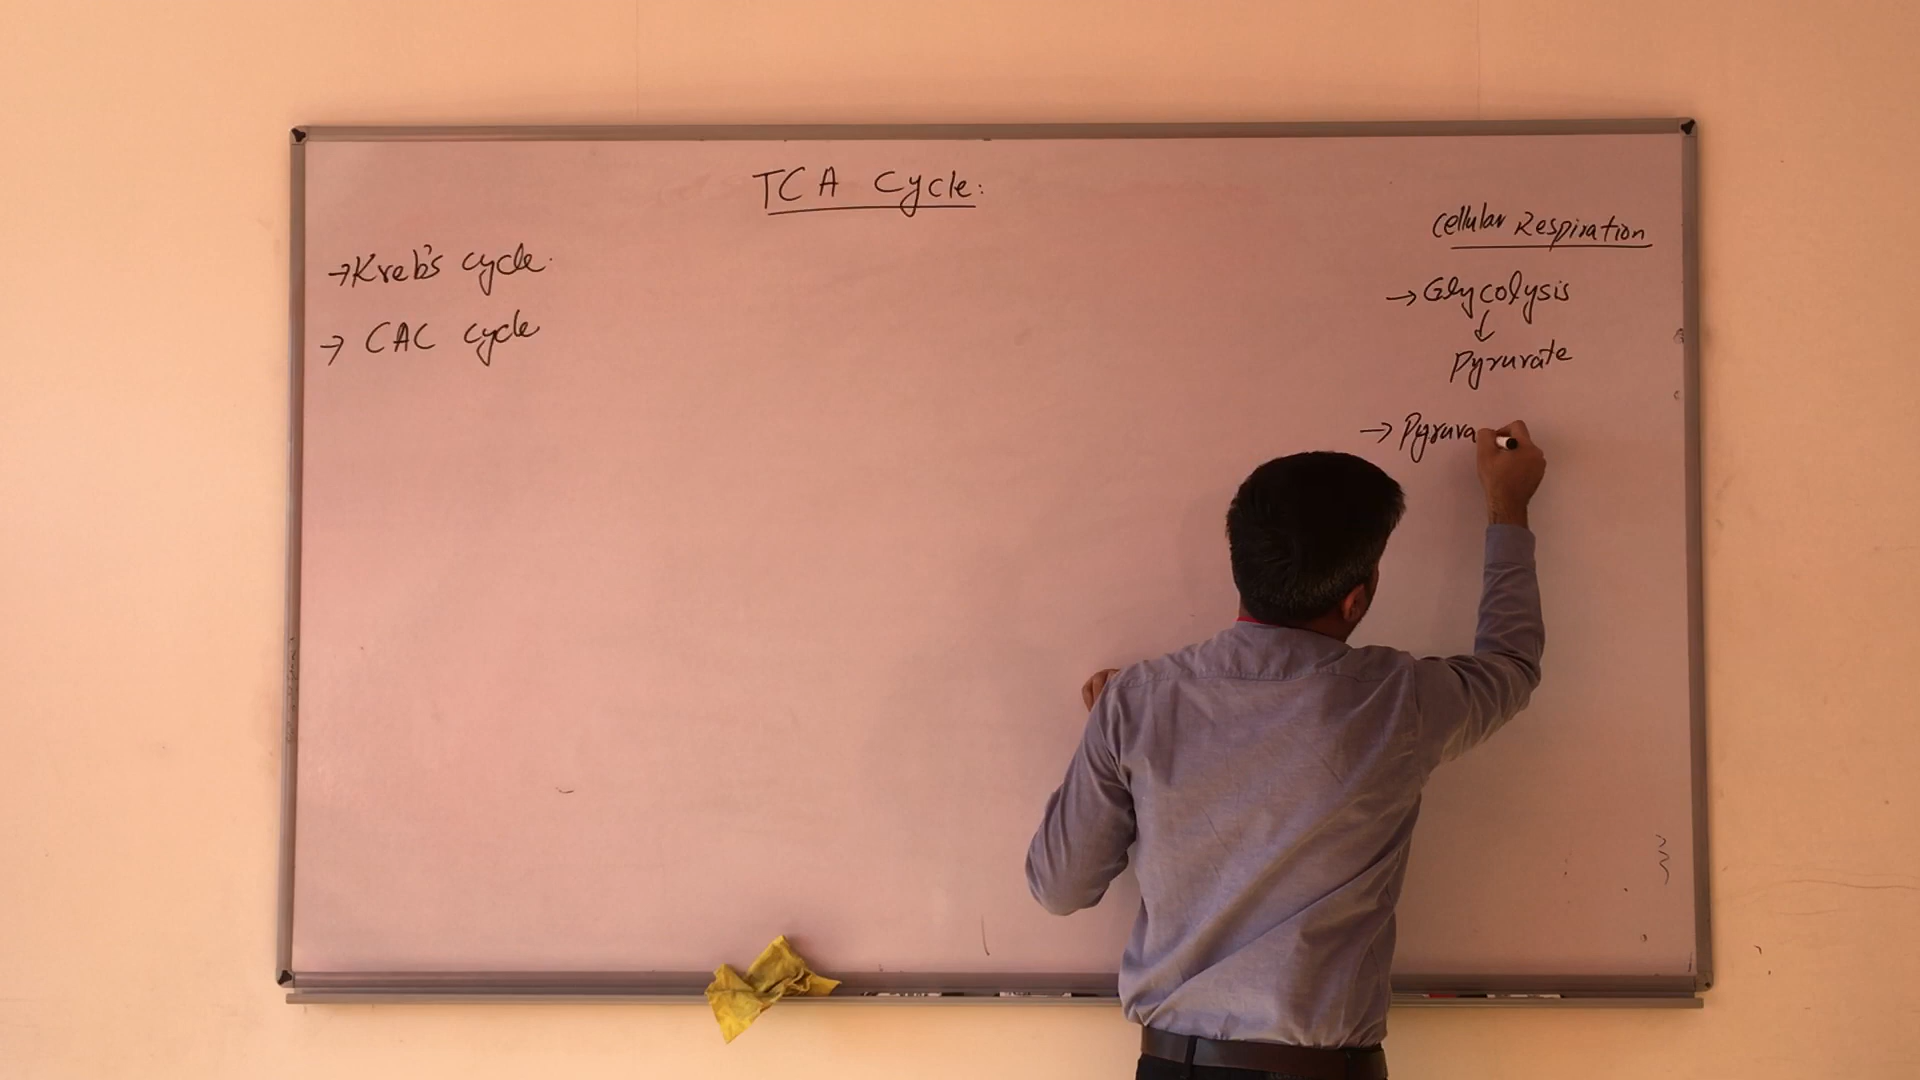 TCA Cycle:
→Kreb's cycle.
→ CAC cycle
Cellular Respiration
→Glycolysis
↓
Pyruvate
→ Pyruva